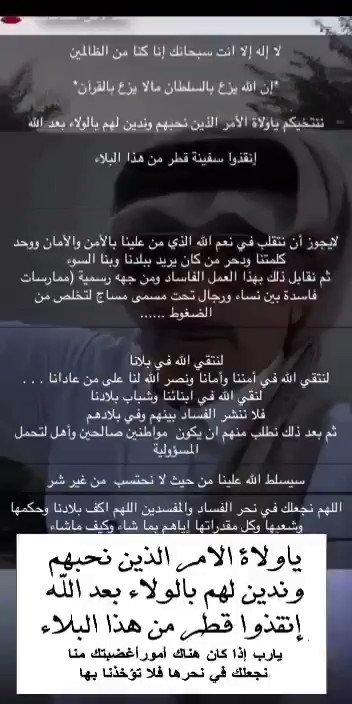 لا إله إلا أنت سبحانك إنا كنا من الظالمين
*إن الله يزع بالسلطان مالا يزع بالقرآن*
ننتخيكم ياولاة الأمر الذين نحبهم وندين لهم بالولاء بعد الله
إنقذوا سفينة قطر من هذا البلاء
لايجوز أن نتقلب في نعم الله الذي من علينا بالأمن والأمان ووحد
كلمتنا ودحر من كان يريد ببلدنا وبنا السوء
ثم نقابل ذلك بهذا العمل الفاسد ومن جهه رسمية (ممارسات
فاسدة بين نساء ورجال تحت مسمى مساج لتخلص من
الضغوط ......
لنتقي الله في بلانا
لنتقي الله في أمننا وأمانا ونصر الله لنا على من عادانا . . .
لنقي الله في ابنائنا وشباب بلادنا
فلا ننشر الفساد بينهم وفي بلادهم
ثم بعد ذلك نطلب منهم ان يكون مواطنين صالحين وأهل لتحمل
المسؤولية
سيسلط الله علينا من حيث لا نحتسب من غير شر
اللهم نجعلك في نحر الفساد والمفسدين اللهم اكف بلادنا وحكمها
وشعبها وكل مقدراتها إياهم بما شاء وكيف ماشاء
ياولاة الامر الذين نحبهم
وندين لهم بالولاء بعد الله
إنقذوا قطر من هذا البلاء
يارب إذا كان هناك أمور أغضبتك منا
نجعلك في نحرها فلا تؤخذنا بها